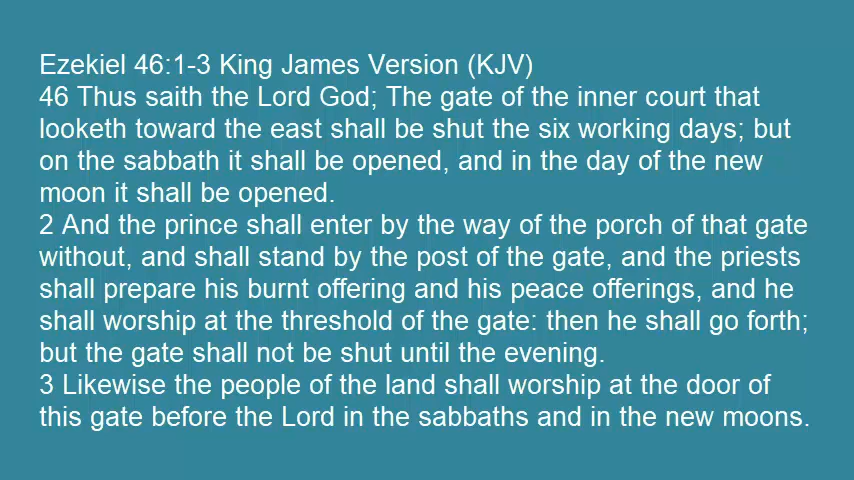 Ezekiel 46:1-3 King James Version (KJV)
46 Thus saith the Lord God; The gate of the inner court that
looketh toward the east shall be shut the six working days; but
on the sabbath it shall be opened, and in the day of the new
moon it shall be opened.
2 And the prince shall enter by the way of the porch of that gate
without, and shall stand by the post of the gate, and the priests
shall prepare his burnt offering and his peace offerings, and he
shall worship at the threshold of the gate: then he shall go forth;
but the gate shall not be shut until the evening.
3 Likewise the people of the land shall worship at the door of
this gate before the Lord in the sabbaths and in the new moons.